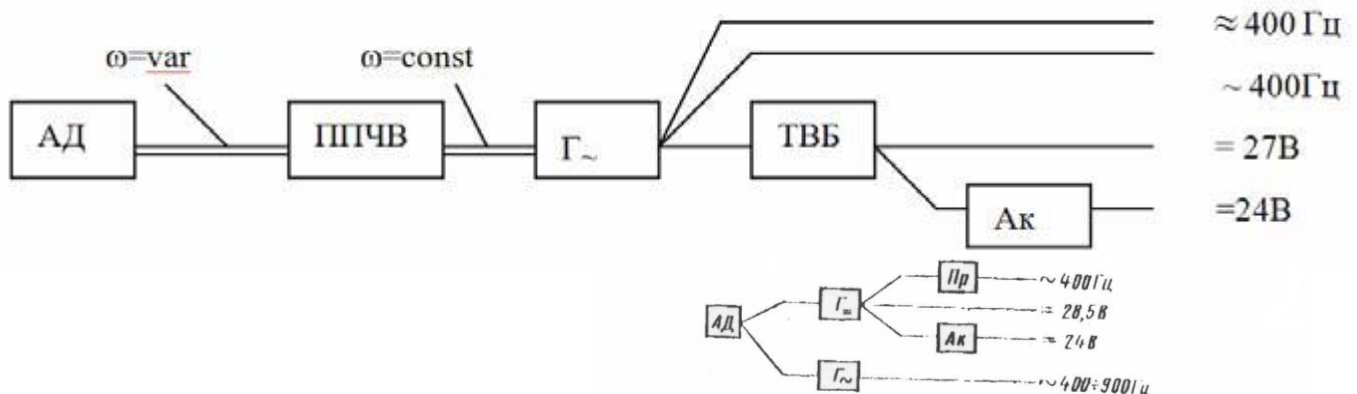 ≈ 400 Гц
ω=var
ω=const
~ 400Гц
АД
ППЧВ
Г~
ТВБ
= 27В
Ак
=24В
Пр
~400Гц
АД
Г=
= 28,5В
Ак
= 24В
Г~
~400÷900Гц